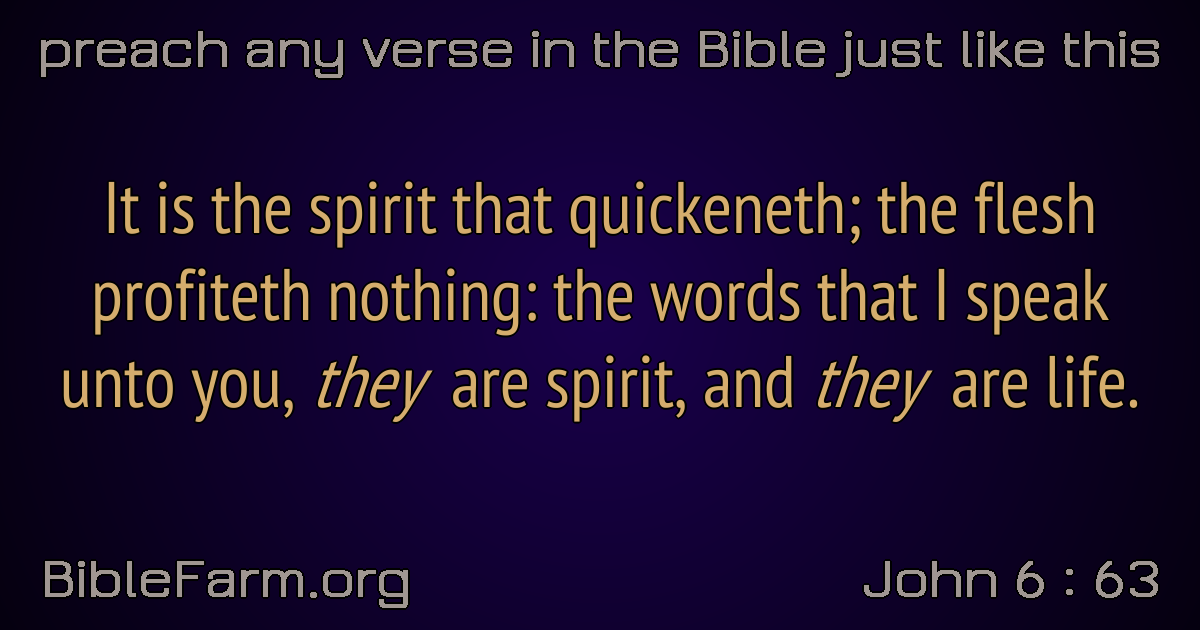 preach any verse in the Bible just like this
It is the spirit that quickeneth; the flesh
profiteth nothing: the words that I speak
unto you, they are spirit, and they are life.
BibleFarm.org
John 6 : 63